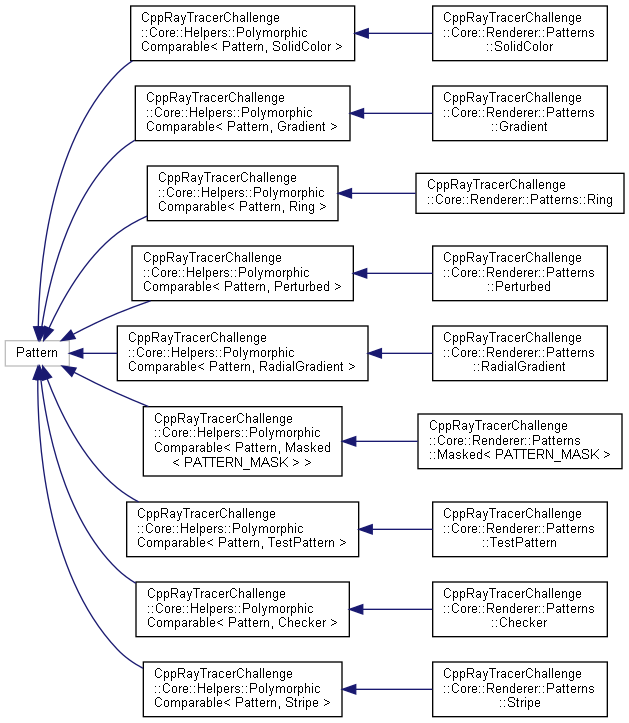 CppRayTracerChallenge
::Core::Helpers::Polymorphic
Comparable< Pattern, SolidColor >
CppRayTracerChallenge
::Core::Renderer::Patterns
::SolidColor
CppRayTracerChallenge
::Core::Helpers::Polymorphic
Comparable< Pattern, Gradient >
CppRayTracerChallenge
::Core::Renderer::Patterns
::Gradient
CppRayTracerChallenge
::Core::Helpers::Polymorphic
Comparable< Pattern, Ring >
CppRayTracerChallenge
::Core::Renderer::Patterns::Ring
CppRayTracerChallenge
::Core::Helpers::Polymorphic
Comparable< Pattern, Perturbed >
CppRayTracerChallenge
::Core::Renderer::Patterns
::Perturbed
Pattern
CppRayTracerChallenge
::Core::Helpers::Polymorphic
Comparable< Pattern, RadialGradient >
CppRayTracerChallenge
::Core::Renderer::Patterns
::RadialGradient
CppRayTracerChallenge
::Core::Helpers::Polymorphic
Comparable< Pattern, Masked
< PATTERN_MASK > >
CppRayTracerChallenge
::Core::Renderer::Patterns
::Masked< PATTERN_MASK >
CppRayTracerChallenge
::Core::Helpers::Polymorphic
Comparable< Pattern, TestPattern >
CppRayTracerChallenge
::Core::Renderer::Patterns
::TestPattern
CppRayTracerChallenge
::Core::Helpers::Polymorphic
Comparable< Pattern, Checker >
CppRayTracerChallenge
::Core::Renderer::Patterns
::Checker
CppRayTracerChallenge
::Core::Helpers::Polymorphic
Comparable< Pattern, Stripe >
CppRayTracerChallenge
::Core::Renderer::Patterns
::Stripe